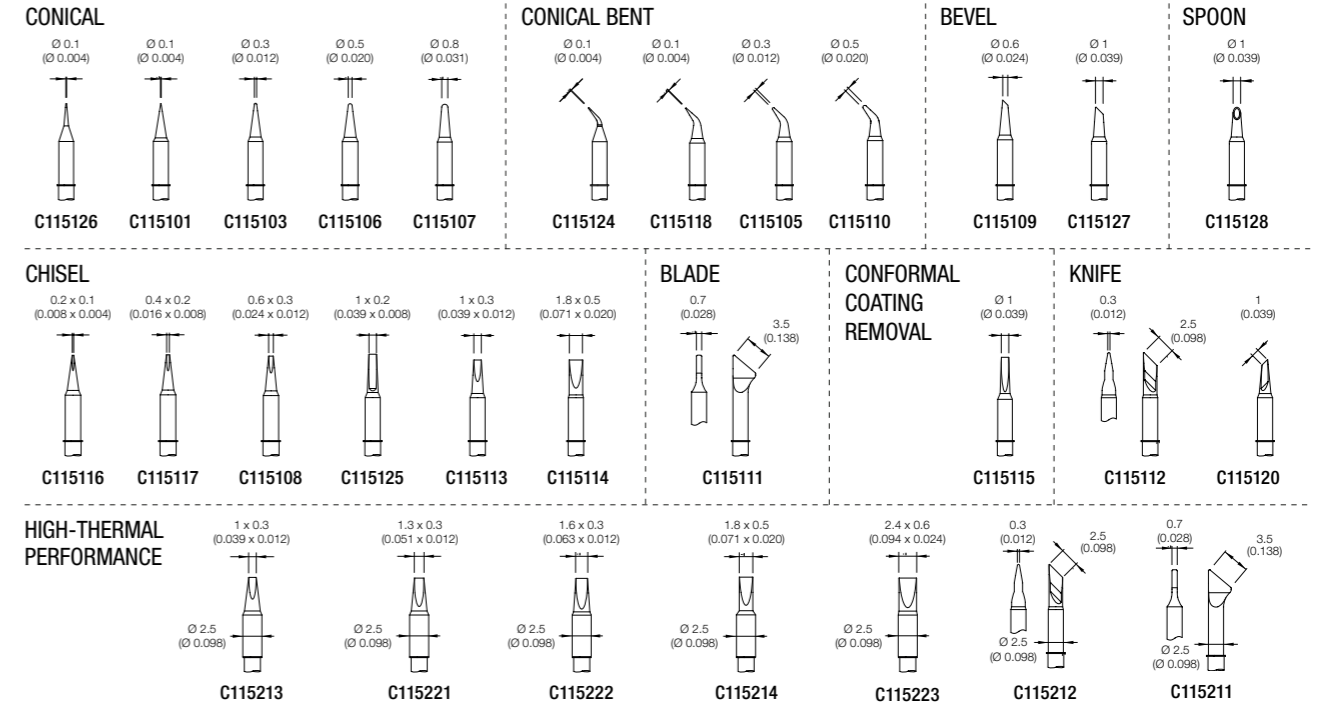 CONICAL
Ø 0.1
(Ø 0.004)
C115126
Ø 0.1
(Ø 0.004)
C115101
Ø 0.3
(Ø 0.012)
C115103
Ø 0.5
(Ø 0.020)
C115106
Ø 0.8
(Ø 0.031)
C115107
CONICAL BENT
Ø 0.1
(Ø 0.004)
C115124
Ø 0.1
(Ø 0.004)
C115118
Ø 0.3
(Ø 0.012)
C115105
Ø 0.5
(Ø 0.020)
C115110
BEVEL
Ø 0.6
(Ø 0.024)
C115109
Ø 1
(Ø 0.039)
C115127
SPOON
Ø 1
(Ø 0.039)
C115128
CHISEL
0.2 x 0.1
(0.008 x 0.004)
C115116
0.4 x 0.2
(0.016 x 0.008)
C115117
0.6 x 0.3
(0.024 x 0.012)
C115108
1 x 0.2
(0.039 x 0.008)
C115125
1 x 0.3
(0.039 x 0.012)
C115113
1.8 x 0.5
(0.071 x 0.020)
C115114
BLADE
0.7
(0.028)
3.5
(0.138)
C115111
CONFORMAL
COATING
REMOVAL
Ø 1
(Ø 0.039)
C115115
KNIFE
0.3
(0.012)
2.5
(0.098)
C115112
1
(0.039)
C115120
HIGH-THERMAL
PERFORMANCE
1 x 0.3
(0.039 x 0.012)
Ø 2.5
(Ø 0.098)
C115213
1.3 x 0.3
(0.051 x 0.012)
Ø 2.5
(Ø 0.098)
C115221
1.6 x 0.3
(0.063 x 0.012)
Ø 2.5
(Ø 0.098)
C115222
1.8 x 0.5
(0.071 x 0.020)
Ø 2.5
(Ø 0.098)
C115214
2.4 x 0.6
(0.094 x 0.024)
Ø 2.5
(Ø 0.098)
C115223
0.3
(0.012)
2.5
(0.098)
Ø 2.5
(Ø 0.098)
C115212
0.7
(0.028)
3.5
(0.138)
Ø 2.5
(Ø 0.098)
C115211